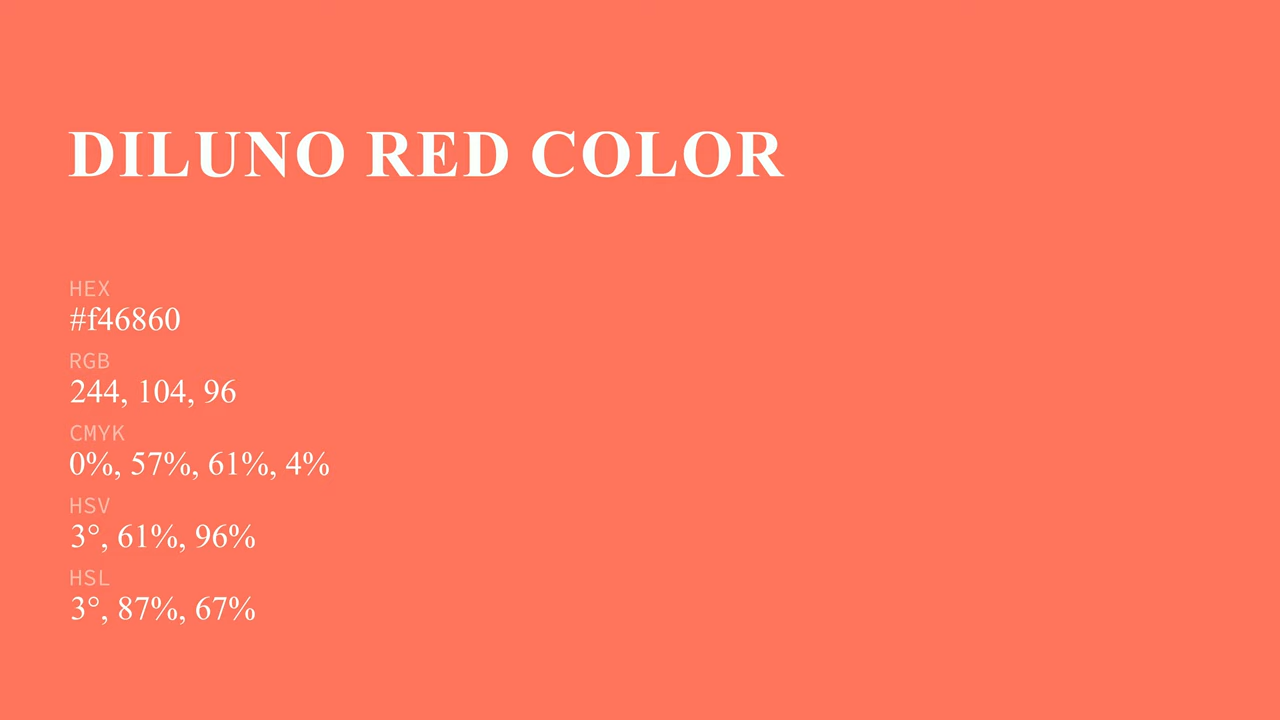 DILUNO RED COLOR
HEX
#f46860
RGB
244, 104, 96
CMYK
0%, 57%, 61%, 4%
HSV
3°, 61%, 96%
HSL
3°, 87%, 67%